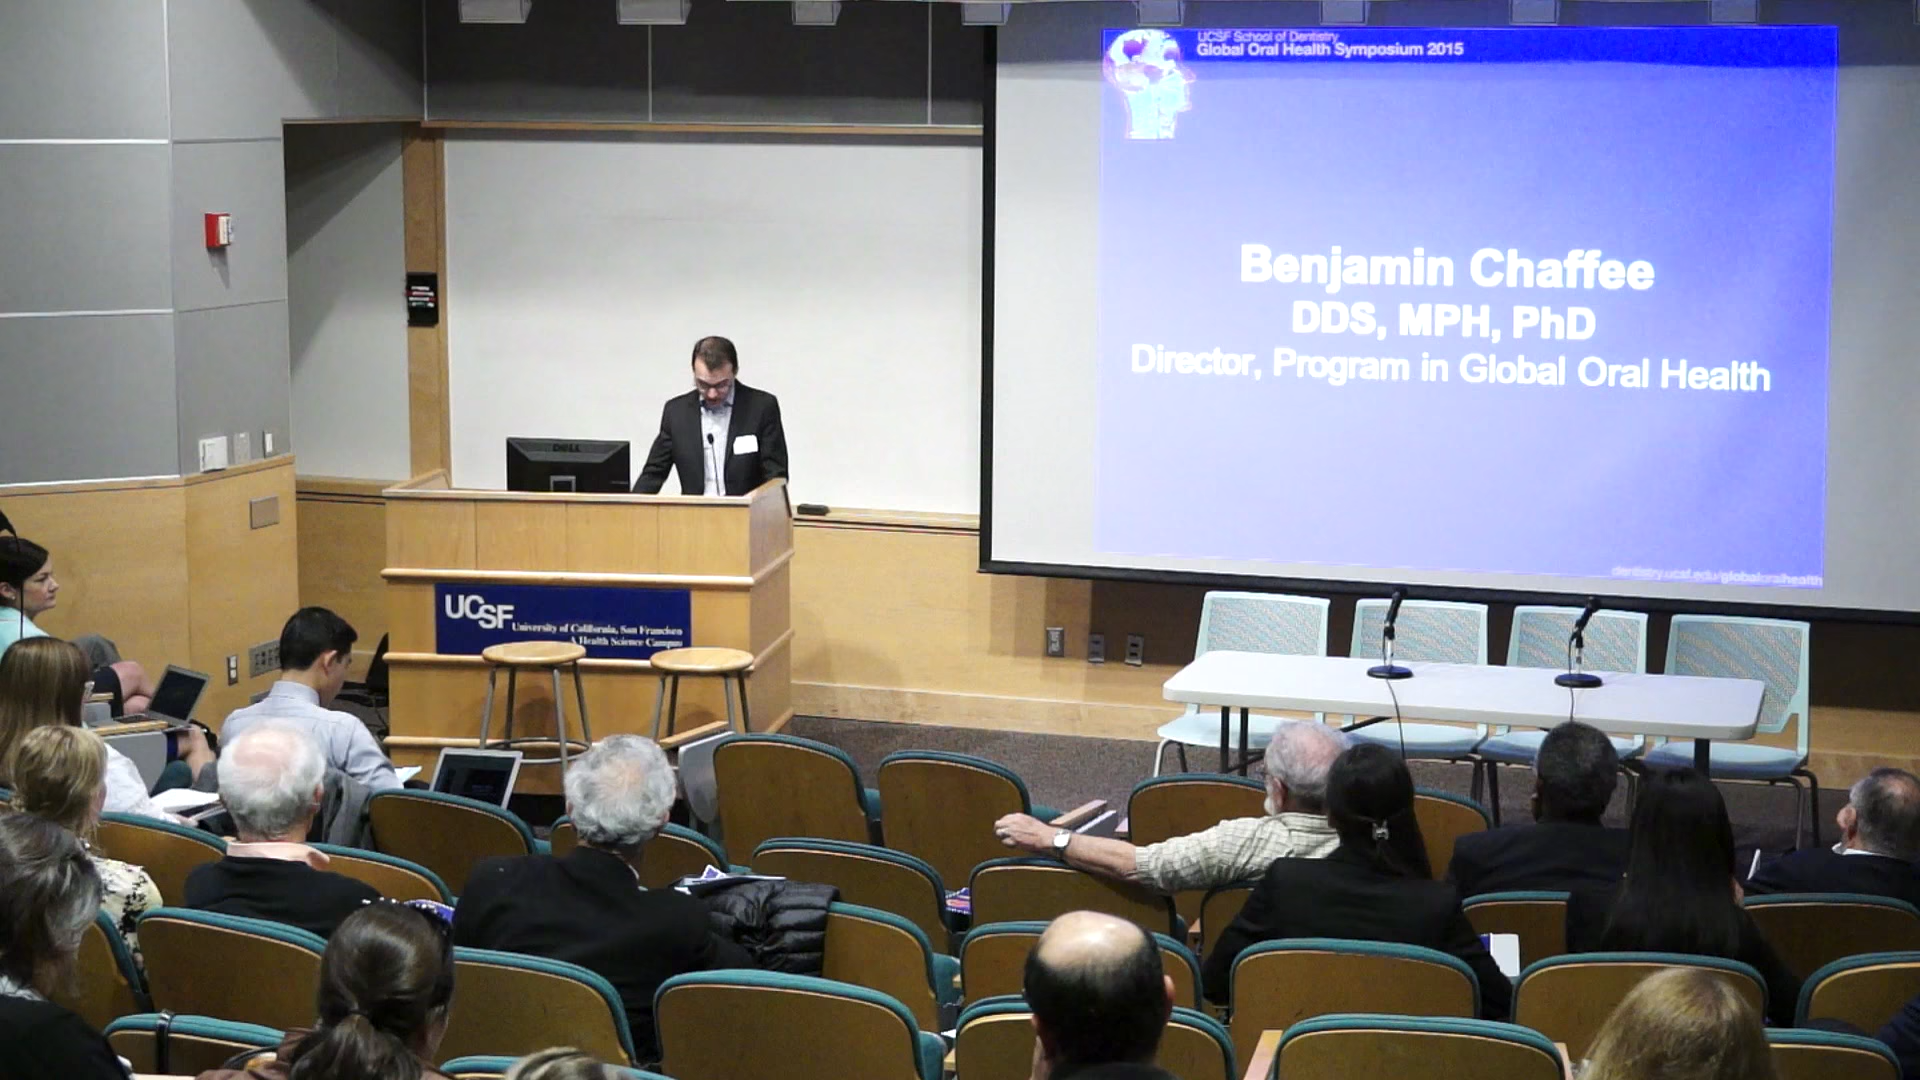 UCSF School of Dentistry
Global Oral Health Symposium 2015
Benjamin Chaffee
DDS, MPH, PhD
Director, Program in Global Oral Health
dentistry.ucsf.edu/globaloralhealth
DELL
UCSF
University of California, San Francisco
A Health Science Campus